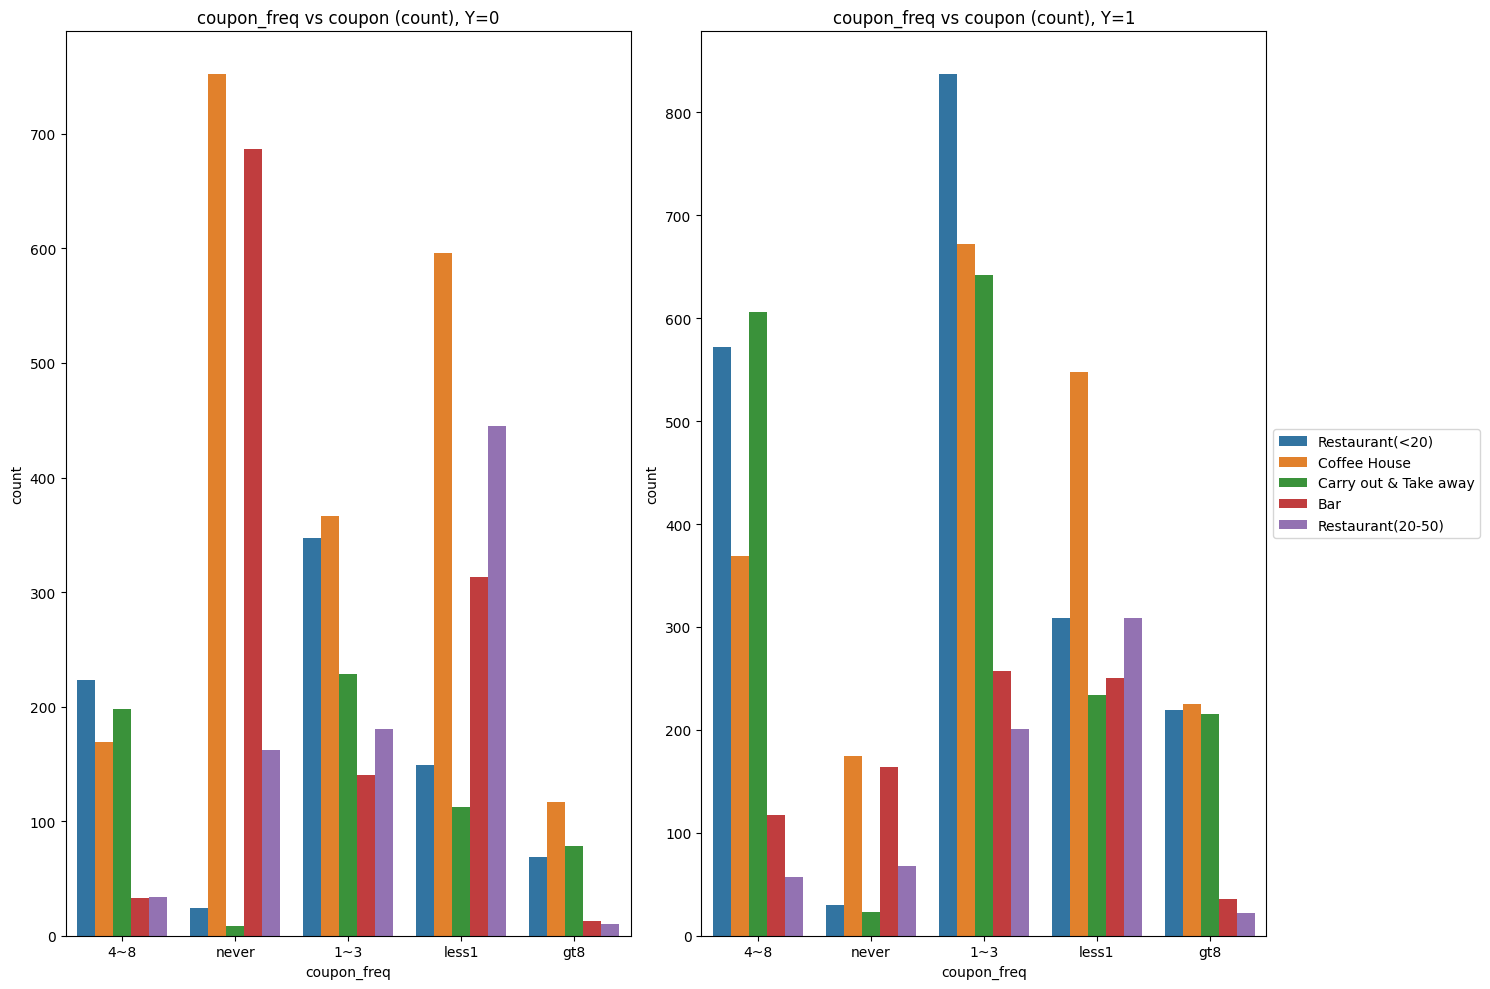 coupon_freq vs coupon (count), Y=0
700
600
500
400
300
200
100
0
count
4~8 never 1~3 less1 gt8
coupon_freq
coupon_freq vs coupon (count), Y=1
800
700
600
500
400
300
200
100
0
count
4~8 never 1~3 less1 gt8
coupon_freq
Restaurant(<20)
Coffee House
Carry out & Take away
Bar
Restaurant(20-50)